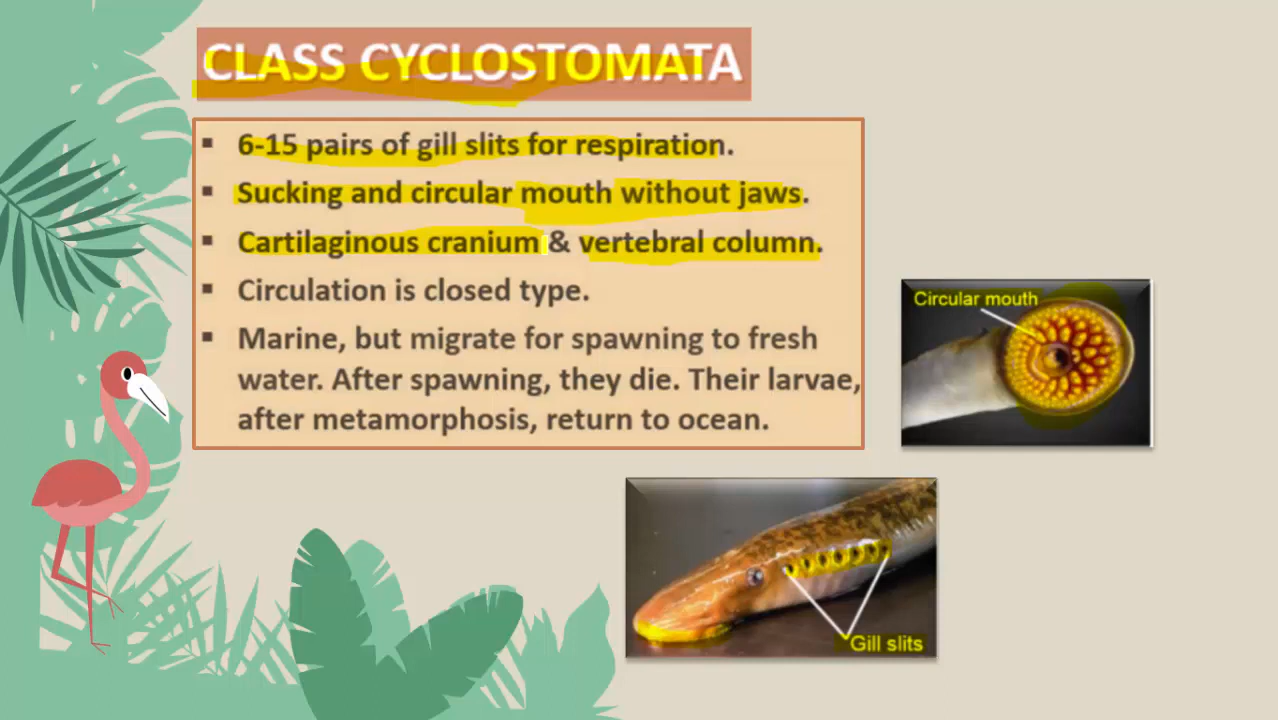 CLASS CYCLOSTOMATA
▪ 6-15 pairs of gill slits for respiration.
▪ Sucking and circular mouth without jaws.
▪ Cartilaginous cranium & vertebral column.
▪ Circulation is closed type.
▪ Marine, but migrate for spawning to fresh
water. After spawning, they die. Their larvae,
after metamorphosis, return to ocean.
Circular mouth
Gill slits